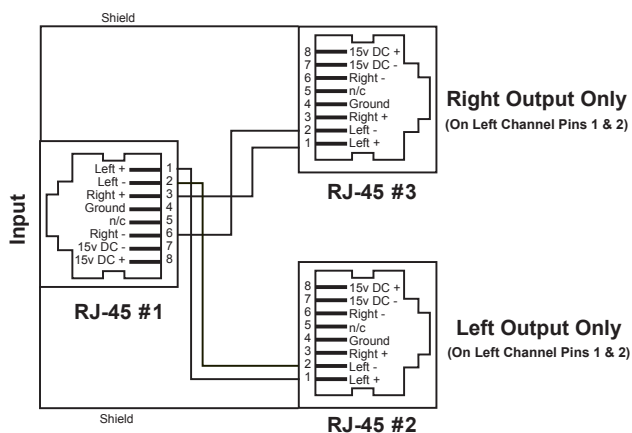 Shield
8 15v DC +
7 15v DC -
6 Right -
5 n/c
4 Ground
3 Right +
2 Left -
1 Left +
RJ-45 #3
Right Output Only
(On Left Channel Pins 1 & 2)
Input
Left + 1
Left - 2
Right + 3
Ground 4
n/c 5
Right - 6
15v DC - 7
15v DC + 8
RJ-45 #1
8 15v DC +
7 15v DC -
6 Right -
5 n/c
4 Ground
3 Right +
2 Left -
1 Left +
RJ-45 #2
Left Output Only
(On Left Channel Pins 1 & 2)
Shield